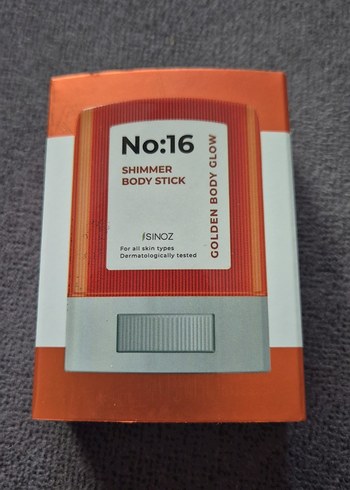 No:16
SHIMMER
BODY STICK
GOLDEN BODY GLOW
SINOZ
For all skin types
Dermatologically tested